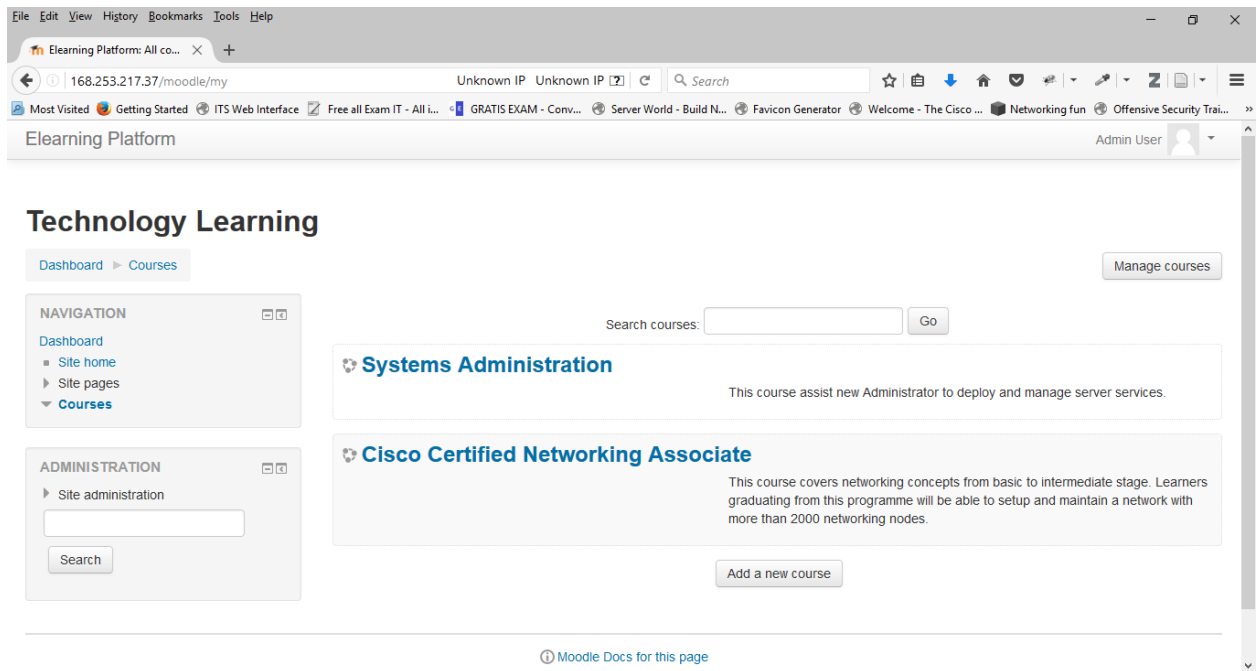 File Edit View History Bookmarks Tools Help
Elearning Platform: All co...
168.253.217.37/moodle/my Unknown IP Unknown IP [?] Search
Most Visited Getting Started ITS Web Interface Free all Exam IT - All i... GRATIS EXAM - Conv... Server World - Build N... Favicon Generator Welcome - The Cisco ... Networking fun Offensive Security Trai... »
Elearning Platform Admin User
Technology Learning
Dashboard ► Courses Manage courses
NAVIGATION
Dashboard
Site home
Site pages
Courses
ADMINISTRATION
Site administration
Search
Search courses: Go
Systems Administration
This course assist new Administrator to deploy and manage server services.
Cisco Certified Networking Associate
This course covers networking concepts from basic to intermediate stage. Learners
graduating from this programme will be able to setup and maintain a network with
more than 2000 networking nodes.
Add a new course
Moodle Docs for this page